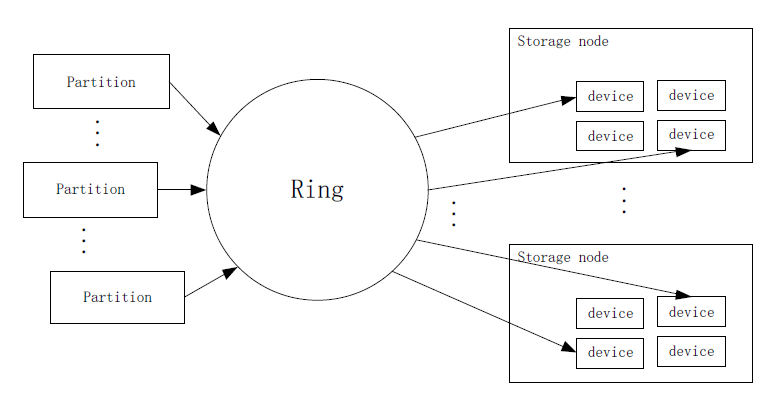 Partition
Partition
Partition
Ring
Storage node
device
device
device
device
Storage node
device
device
device
device